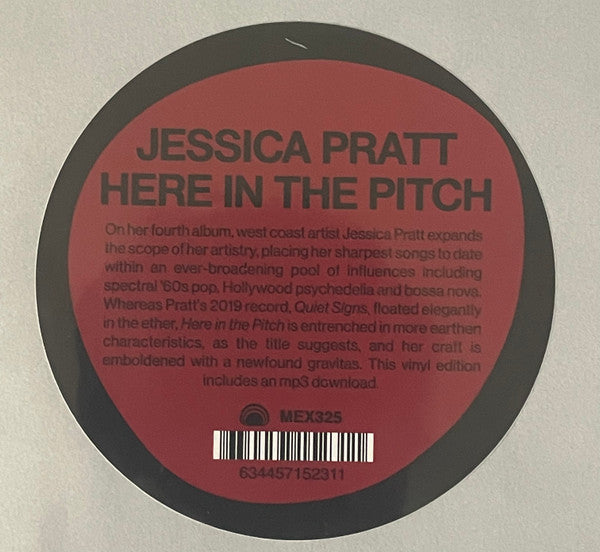 JESSICA PRATT
HERE IN THE PITCH
On her fourth album, west coast artist Jessica Pratt expands
the scope of her artistry, placing her sharpest songs to date
within an ever-broadening pool of influences including
spectral '60s pop, Hollywood psychedelia and bossa nova.
Whereas Pratt's 2019 record, Quiet Signs, floated elegantly
in the ether, Here in the Pitch is entrenched in more earthen
characteristics, as the title suggests, and her craft is
emboldened with a newfound gravitas. This vinyl edition
includes an mp3 download.
MEX325
634457152311